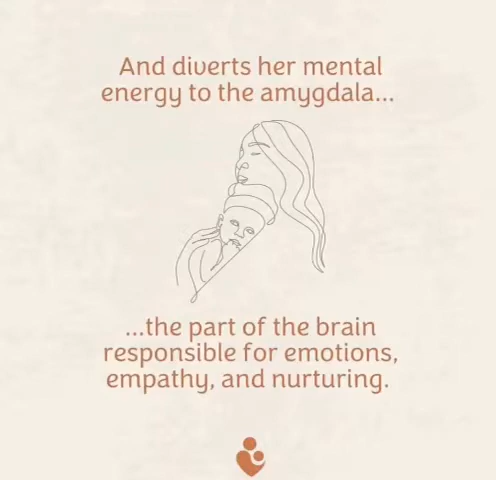 And diverts her mental
energy to the amygdala...
...the part of the brain
responsible for emotions,
empathy, and nurturing.